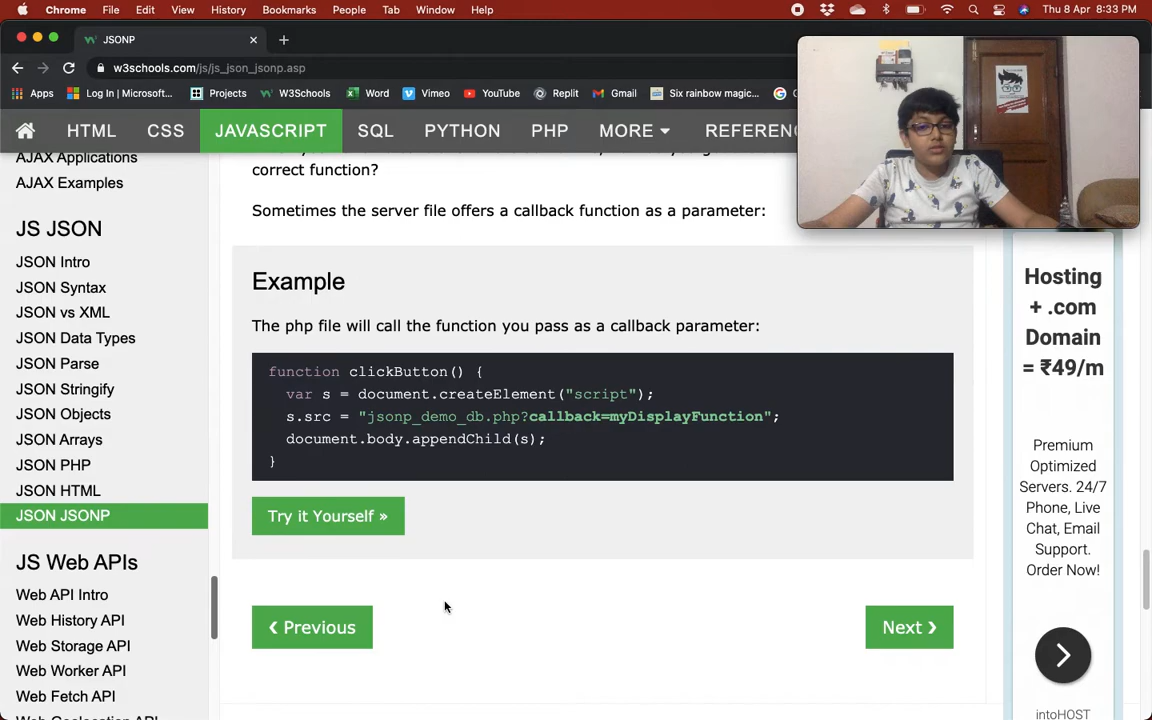 Chrome File Edit View History Bookmarks People Tab Window Help Thu 8 Apr 8:33 PM
JSONP
w3schools.com/js/js_json_jsonp.asp
Apps Log In | Microsoft... Projects W3Schools Word Vimeo YouTube Replit Gmail Six rainbow magic...
HTML CSS JAVASCRIPT SQL PYTHON PHP MORE REFERENC
AJAX Applications
AJAX Examples
JS JSON
JSON Intro
JSON Syntax
JSON vs XML
JSON Data Types
JSON Parse
JSON Stringify
JSON Objects
JSON Arrays
JSON PHP
JSON HTML
JSON JSONP
JS Web APIs
Web API Intro
Web History API
Web Storage API
Web Worker API
Web Fetch API
Web Geolocation API
correct function?
Sometimes the server file offers a callback function as a parameter:
Example
The php file will call the function you pass as a callback parameter:
function clickButton() {
var s = document.createElement("script");
s.src = "jsonp_demo_db.php?callback=myDisplayFunction";
document.body.appendChild(s);
}
Try it Yourself »
❮ Previous
Next ❯
Hosting
+ .com
Domain
= ₹49/m
Premium
Optimized
Servers. 24/7
Phone, Live
Chat, Email
Support.
Order Now!
intoHOST